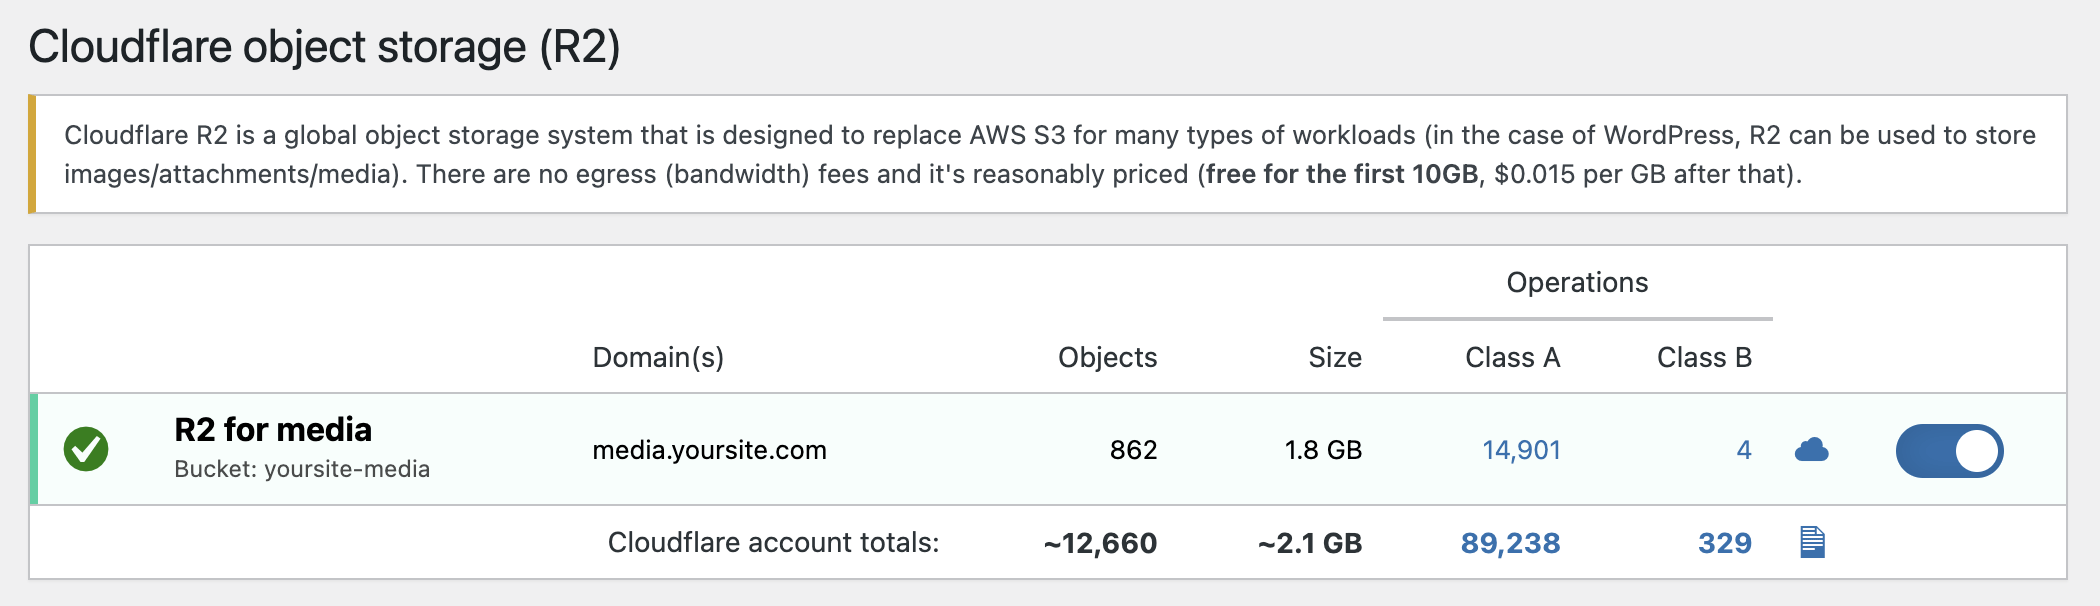 Cloudflare object storage (R2)
Cloudflare R2 is a global object storage system that is designed to replace AWS S3 for many types of workloads (in the case of WordPress, R2 can be used to store
images/attachments/media). There are no egress (bandwidth) fees and it's reasonably priced (free for the first 10GB, $0.015 per GB after that).
Operations
Domain(s) Objects Size Class A Class B
R2 for media
Bucket: yoursite-media
media.yoursite.com 862 1.8 GB 14,901 4
Cloudflare account totals: ~12,660 ~2.1 GB 89,238 329